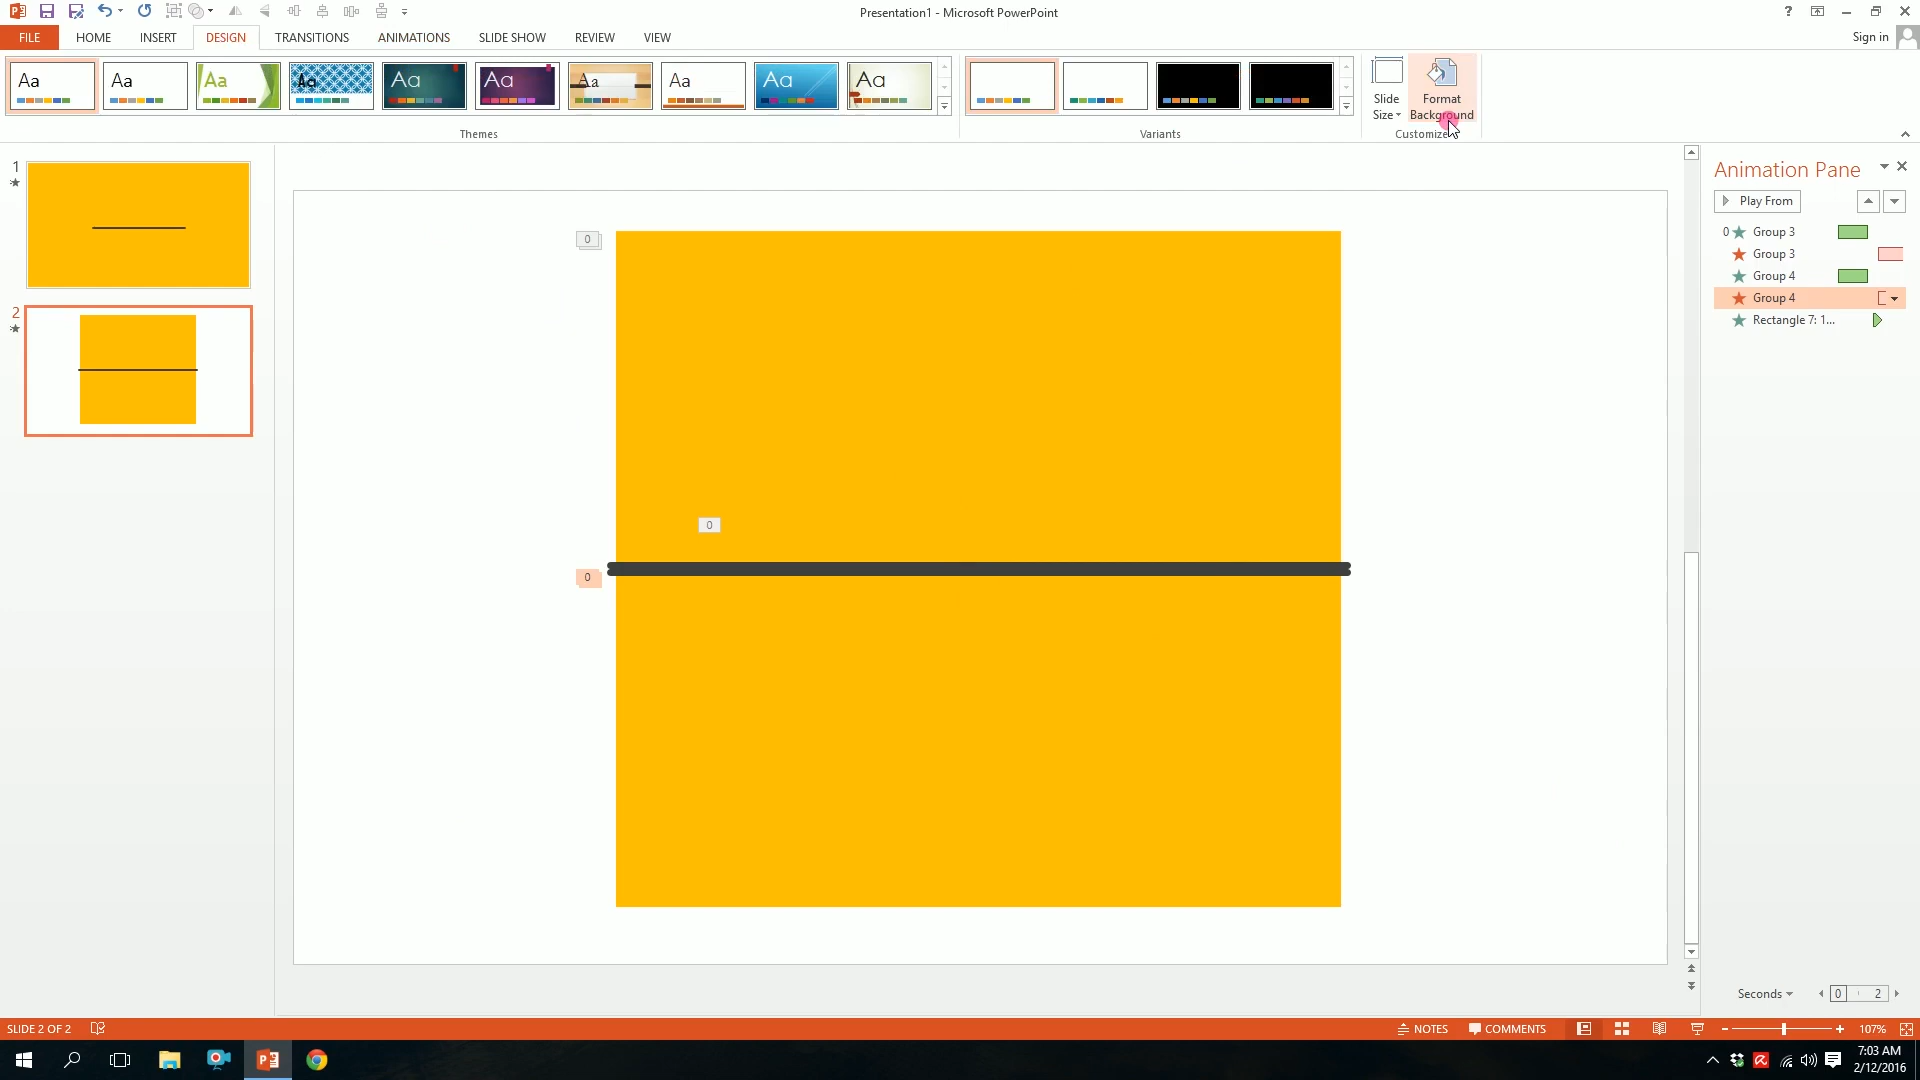 Presentation1 - Microsoft PowerPoint
?
FILE HOME INSERT DESIGN TRANSITIONS ANIMATIONS SLIDE SHOW REVIEW VIEW
Sign in
Aa Aa Aa Aa Aa Aa Aa Aa Aa Aa
Slide
Size
Format
Background
Themes
Variants
Customize
1
2
0
0
0
Animation Pane
Play From
0 Group 3
Group 3
Group 4
Group 4
Rectangle 7: 1...
Seconds
0 2
SLIDE 2 OF 2
NOTES
COMMENTS
107%
7:03 AM
2/12/2016